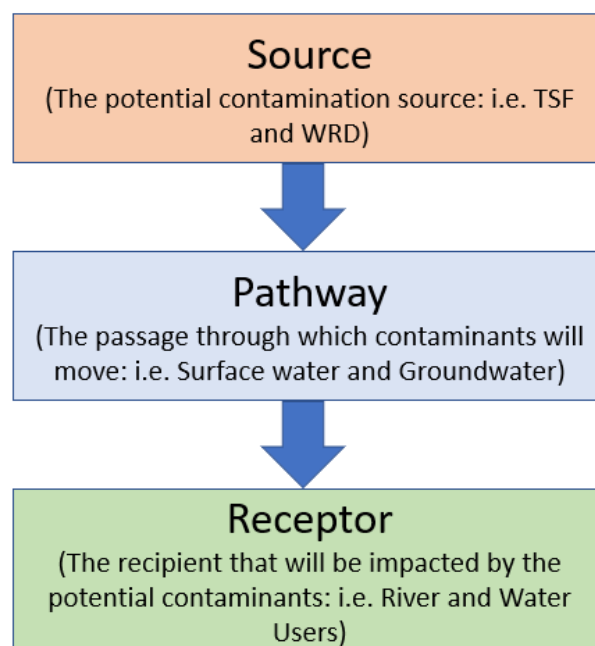 Source
(The potential contamination source: i.e. TSF
and WRD)
Pathway
(The passage through which contaminants will
move: i.e. Surface water and Groundwater)
Receptor
(The recipient that will be impacted by the
potential contaminants: i.e. River and Water
Users)